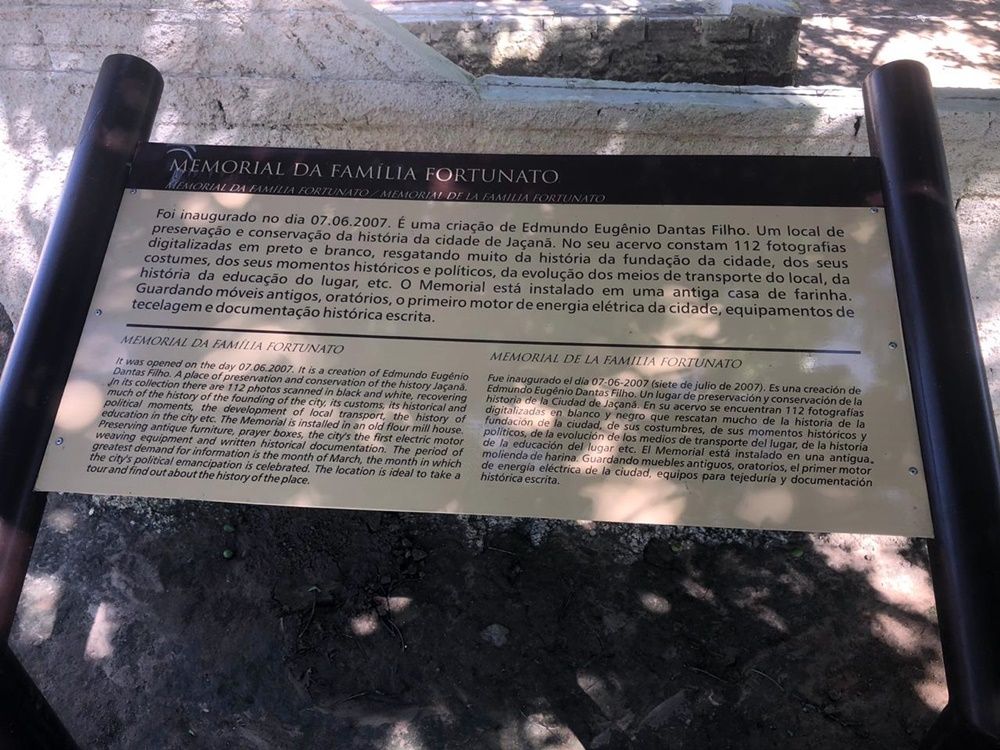 MEMORIAL DA FAMÍLIA FORTUNATO
MEMORIAL DA FAMÍLIA FORTUNATO / MEMORIAL DE LA FAMILIA FORTUNATO
Foi inaugurado no dia 07.06.2007. É uma criação de Edmundo Eugênio Dantas Filho. Um local de
preservação e conservação da história da cidade de Jaçanã. No seu acervo constam 112 fotografias
digitalizadas em preto e branco, resgatando muito da história da fundação da cidade, dos seus
costumes, dos seus momentos históricos e políticos, da evolução dos meios de transporte do local, da
história da educação do lugar, etc. O Memorial está instalado em uma antiga casa de farinha.
Guardando móveis antigos, oratórios, o primeiro motor de energia elétrica da cidade, equipamentos de
tecelagem e documentação histórica escrita.
MEMORIAL DA FAMÍLIA FORTUNATO
It was opened on the day 07.06.2007. It is a creation of Edmundo Eugênio
Dantas Filho. A place of preservation and conservation of the history Jaçanã.
In its collection there are 112 photos scanned in black and white, recovering
much of the history of the founding of the city, its customs, its historical and
political moments, the development of local transport, the history of
education in the city etc. The Memorial is installed in an old flour mill house.
Preserving antique furniture, prayer boxes, the city's the first electric motor
weaving equipment and written historical documentation. The period of
greatest demand for information is the month of March, the month in which
the city's political emancipation is celebrated. The location is ideal to take a
tour and find out about the history of the place.
MEMORIAL DE LA FAMILIA FORTUNATO
Fue inaugurado el día 07-06-2007 (siete de julio de 2007). Es una creación de
Edmundo Eugênio Dantas Filho. Un lugar de preservación y conservación de la
historia de la Ciudad de Jaçanã. En su acervo se encuentran 112 fotografías
digitalizadas en blanco y negro que rescatan mucho de la historia de la
fundación de la ciudad, de sus costumbres, de sus momentos históricos y
políticos, de la evolución de los medios de transporte del lugar, de la historia
de la educación del lugar etc. El Memorial está instalado en una antigua
molienda de harina. Guardando muebles antiguos, oratorios, el primer motor
de energía eléctrica de la ciudad, equipos para tejeduría y documentación
histórica escrita.